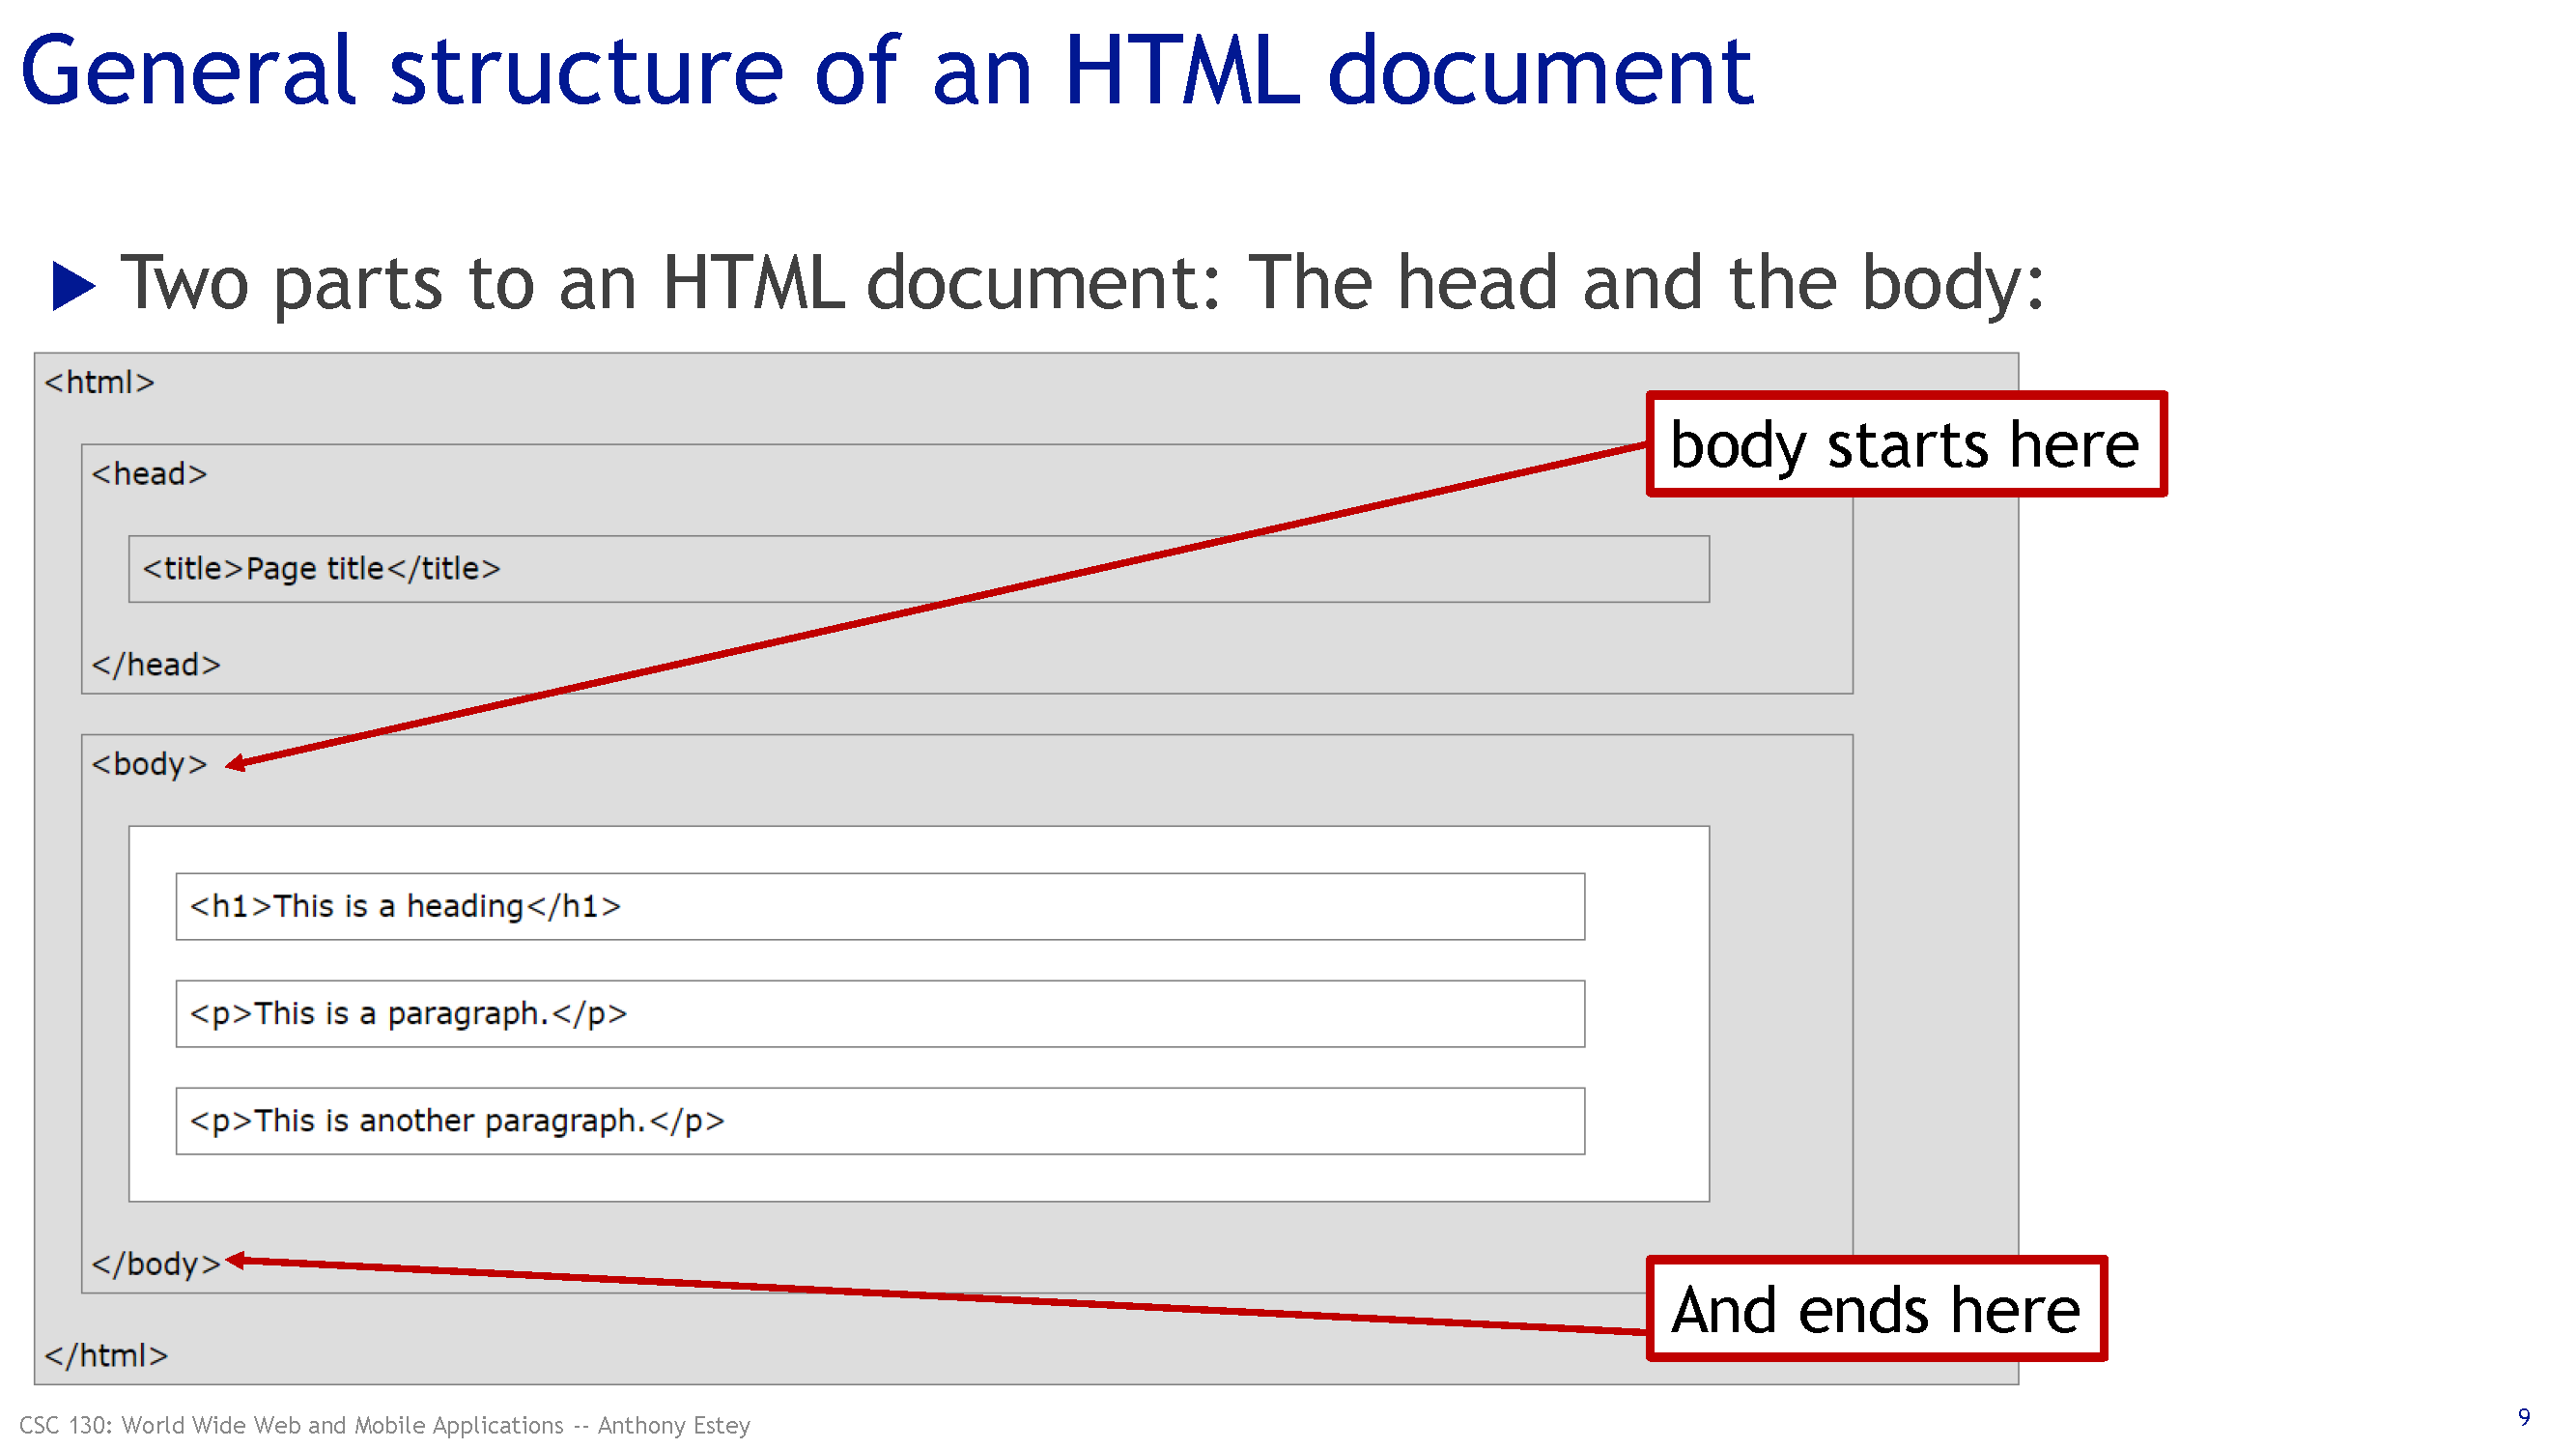 General structure of an HTML document
Two parts to an HTML document: The head and the body:
<html>
body starts here
<head>
<title>Page title</title>
</head>
<body>
<h1>This is a heading</h1>
<p>This is a paragraph.</p>
<p>This is another paragraph.</p>
</body>
And ends here
</html>
CSC 130: World Wide Web and Mobile Applications -- Anthony Estey
9